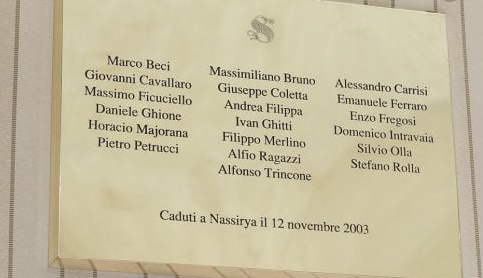 S
Marco Beci
Giovanni Cavallaro
Massimo Ficuciello
Daniele Ghione
Horacio Majorana
Pietro Petrucci
Massimiliano Bruno
Giuseppe Coletta
Andrea Filippa
Ivan Ghitti
Filippo Merlino
Alfio Ragazzi
Alfonso Trincone
Alessandro Carrisi
Emanuele Ferraro
Enzo Fregosi
Domenico Intravaia
Silvio Olla
Stefano Rolla
Caduti a Nassirya il 12 novembre 2003